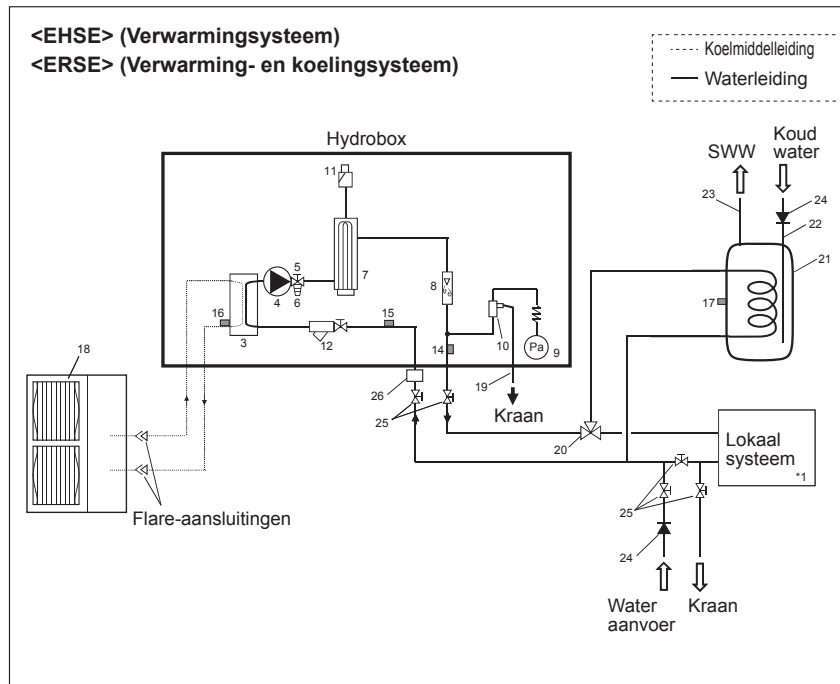 <EHSE> (Verwarmingsysteem)
<ERSE> (Verwarming- en koelingsysteem)
Koelmiddelleiding
Waterleiding
Hydrobox
SWW
Koud
water
11
23
24
22
21
5
7
4
6
8
16
17
3
15
12
10
Pa
9
14
18
26
19
25
Kraan
20
Lokaal
systeem
*1
Flare-aansluitingen
25
24
Water
aanvoer
Kraan